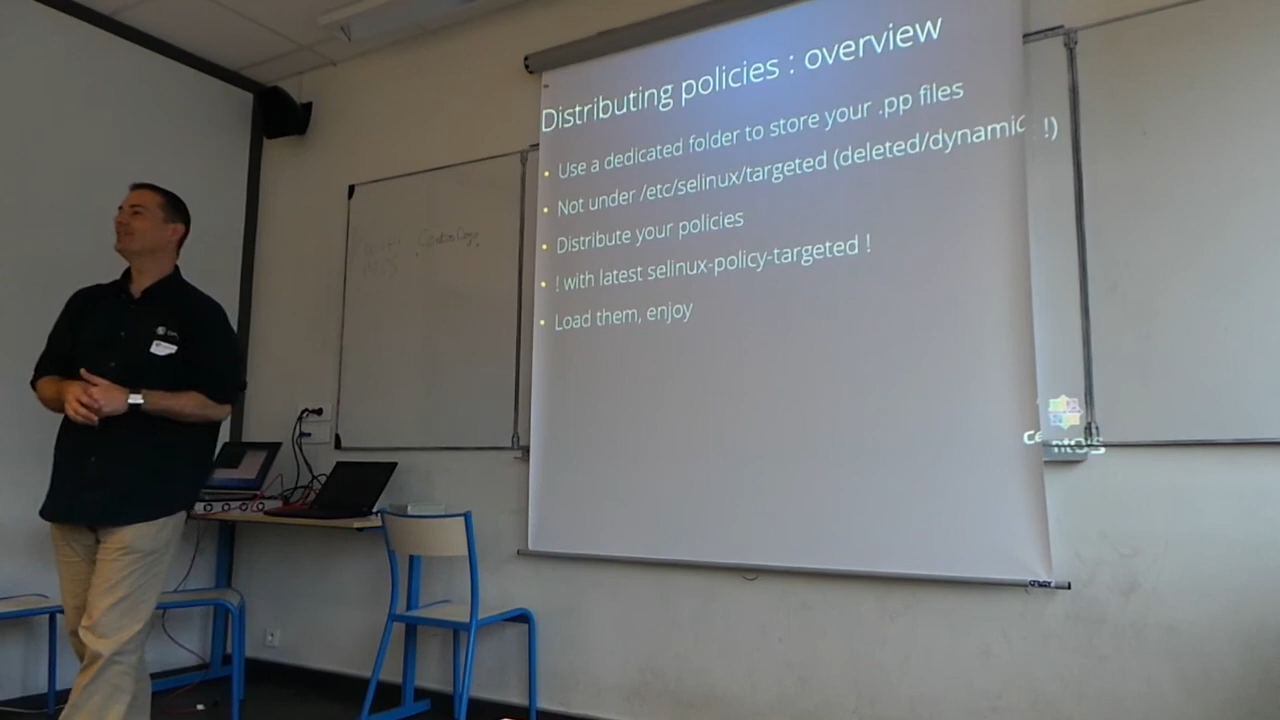 Distributing policies : overview
Use a dedicated folder to store your .pp files
Not under /etc/selinux/targeted (deleted/dynamic !)
Distribute your policies
! with latest selinux-policy-targeted !
Load them, enjoy
centOS